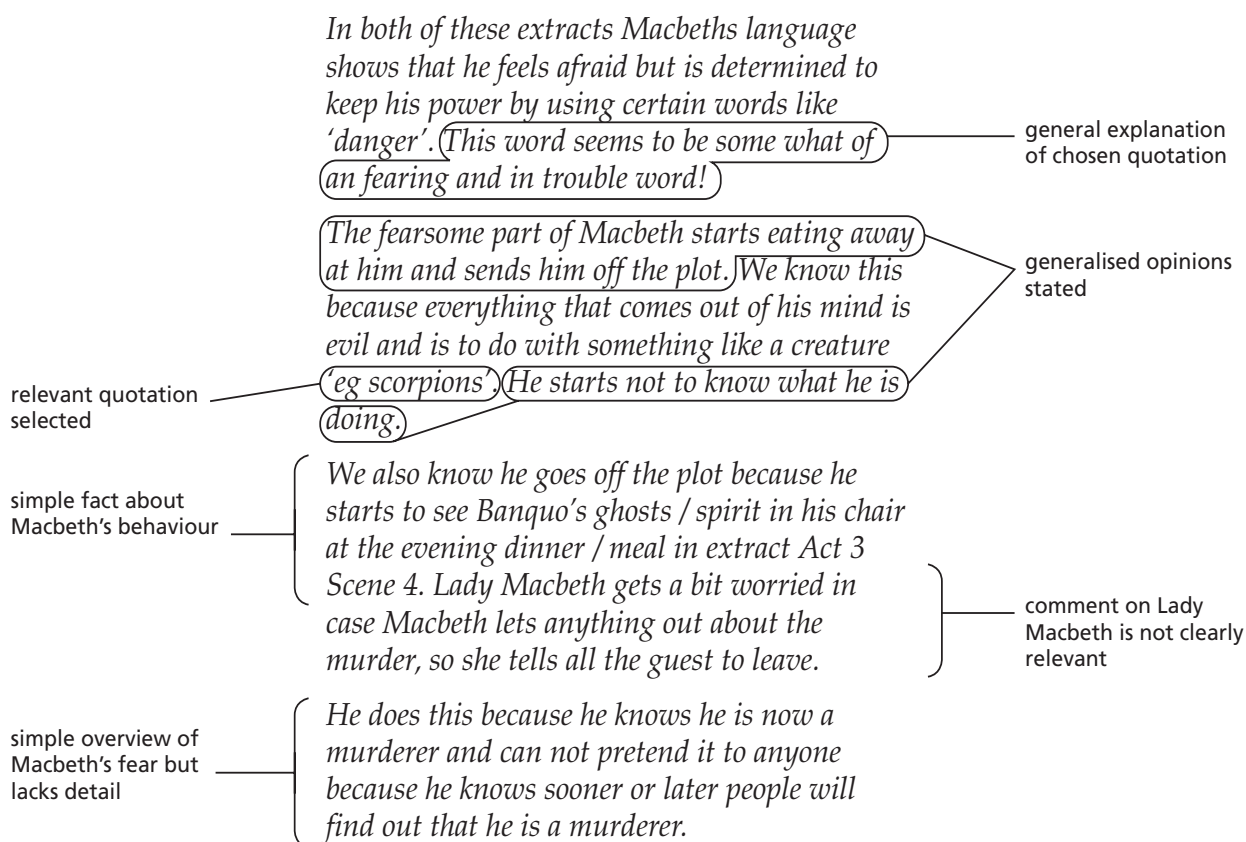 In both of these extracts Macbeths language
shows that he feels afraid but is determined to
keep his power by using certain words like
‘danger’. This word seems to be some what of
an fearing and in trouble word!
general explanation
of chosen quotation
The fearsome part of Macbeth starts eating away
at him and sends him off the plot. We know this
because everything that comes out of his mind is
evil and is to do with something like a creature
‘eg scorpions’. He starts not to know what he is
doing.
generalised opinions
stated
relevant quotation
selected
We also know he goes off the plot because he
starts to see Banquo’s ghosts / spirit in his chair
at the evening dinner / meal in extract Act 3
Scene 4. Lady Macbeth gets a bit worried in
case Macbeth lets anything out about the
murder, so she tells all the guest to leave.
simple fact about
Macbeth’s behaviour
comment on Lady
Macbeth is not clearly
relevant
He does this because he knows he is now a
murderer and can not pretend it to anyone
because he knows sooner or later people will
find out that he is a murderer.
simple overview of
Macbeth’s fear but
lacks detail